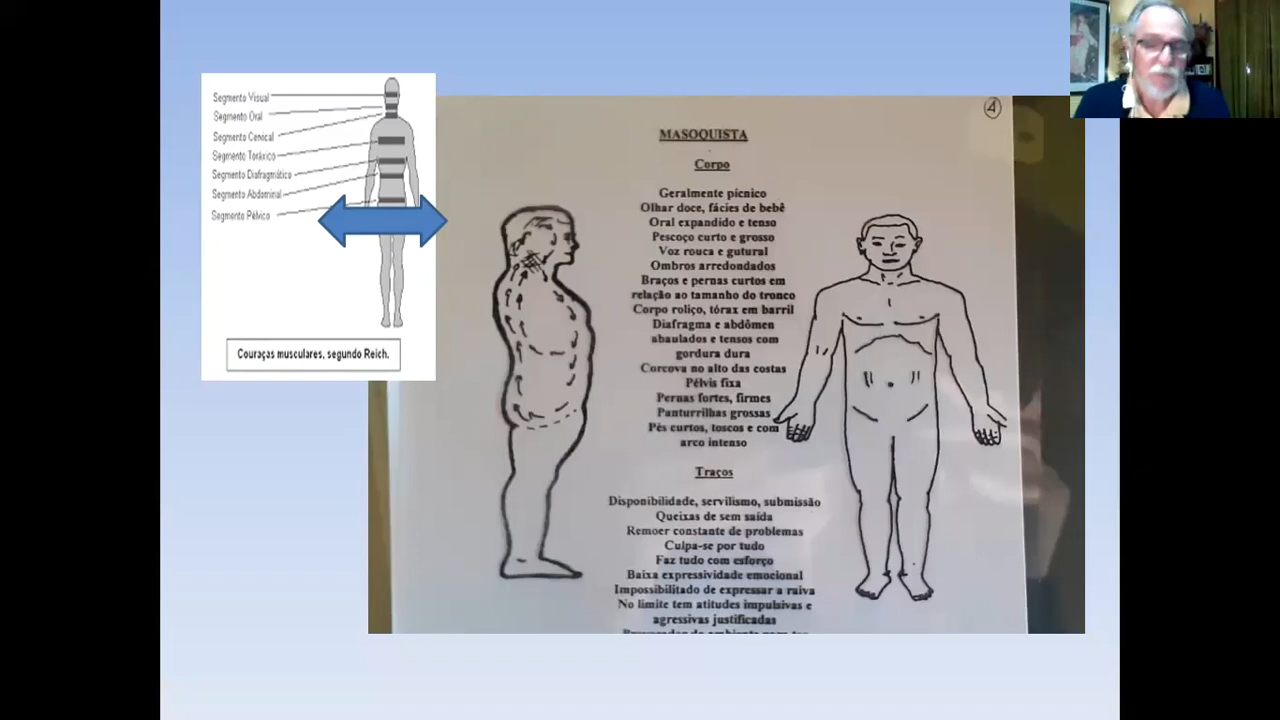 Segmento Visual
Segmento Oral
Segmento Cervical
Segmento Toráxico
Segmento Diafragmático
Segmento Abdominal
Segmento Pélvico
Couraças musculares, segundo Reich.
4
MASOQUISTA
Corpo
Geralmente pícnico
Olhar doce, fácies de bebê
Oral expandido e tenso
Pescoço curto e grosso
Voz rouca e gutural
Ombros arredondados
Braços e pernas curtos em
relação ao tamanho do tronco
Corpo roliço, tórax em barril
Diafragma e abdômen
abaulados e tensos com
gordura dura
Corcova no alto das costas
Pélvis fixa
Pernas fortes, firmes
Panturrilhas grossas
Pés curtos, toscos e com
arco intenso
Traços
Disponibilidade, servilismo, submissão
Queixas de sem saída
Remoer constante de problemas
Culpa-se por tudo
Faz tudo com esforço
Baixa expressividade emocional
Impossibilitado de expressar a raiva
No limite tem atitudes impulsivas e
agressivas justificadas